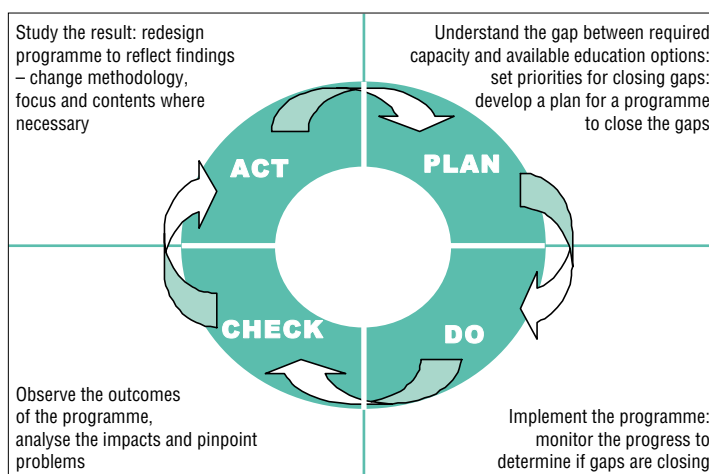 Study the result: redesign
programme to reflect findings
– change methodology,
focus and contents where
necessary
Understand the gap between required
capacity and available education options:
set priorities for closing gaps:
develop a plan for a programme
to close the gaps
ACT
PLAN
CHECK
DO
Observe the outcomes
of the programme,
analyse the impacts and pinpoint
problems
Implement the programme:
monitor the progress to
determine if gaps are closing